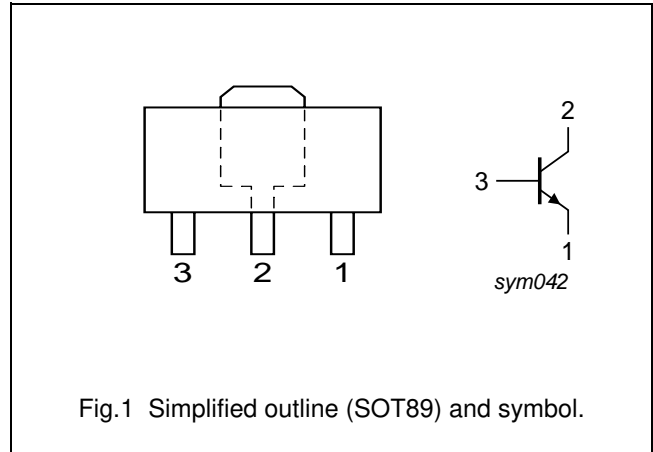 3 2 1
2
3
1
sym042
Fig.1 Simplified outline (SOT89) and symbol.